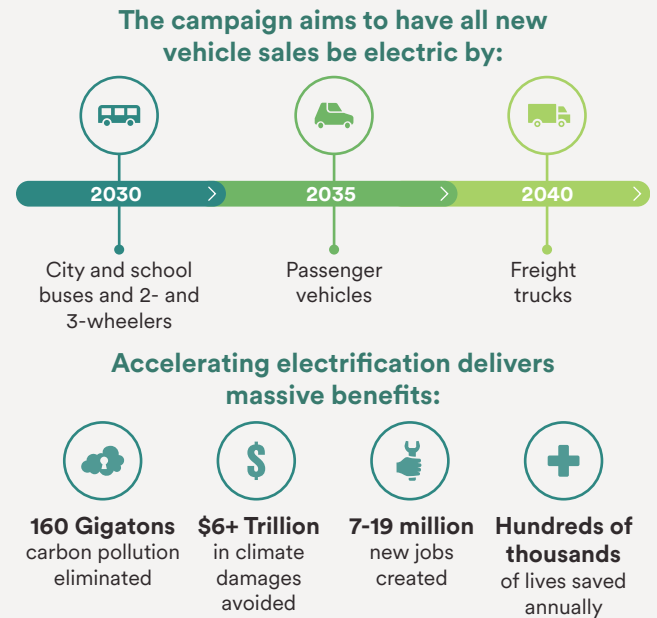 The campaign aims to have all new
vehicle sales be electric by:
2030
2035
2040
City and school
buses and 2- and
3-wheelers
Passenger
vehicles
Freight
trucks
Accelerating electrification delivers
massive benefits:
160 Gigatons
carbon pollution
eliminated
$6+ Trillion
in climate
damages
avoided
7-19 million
new jobs
created
Hundreds of
thousands
of lives saved
annually